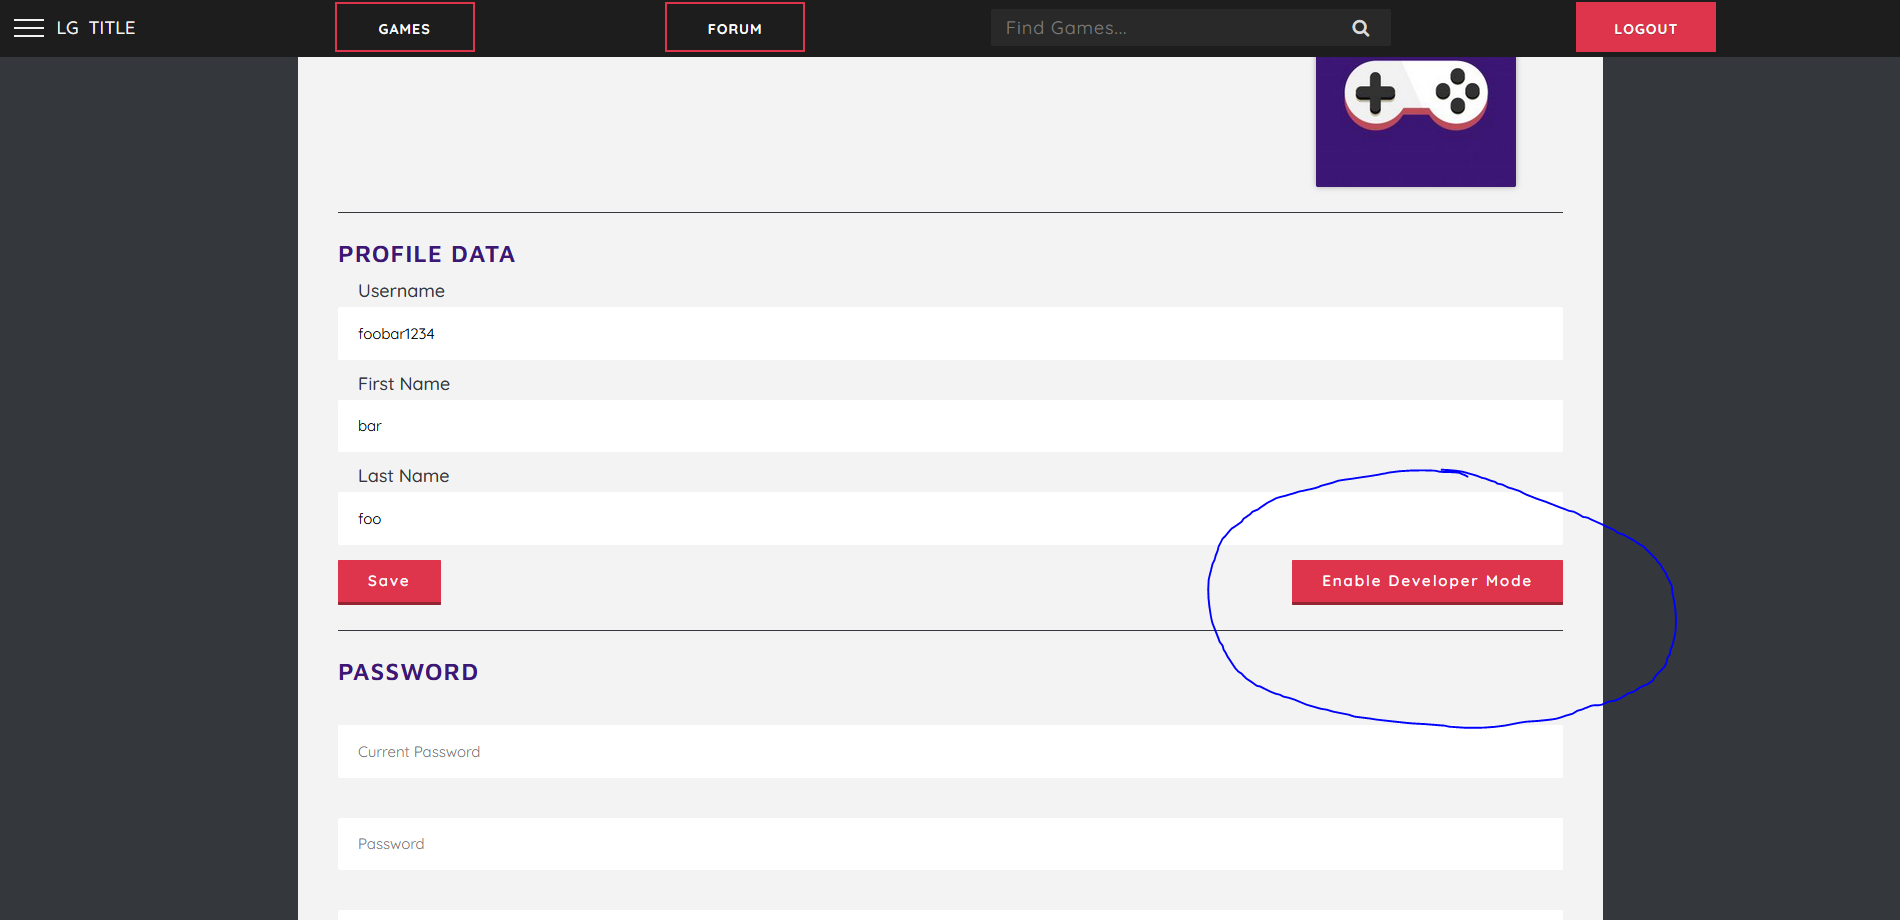 LG TITLE
GAMES
FORUM
Find Games...
LOGOUT
PROFILE DATA
Username
foobar1234
First Name
bar
Last Name
foo
Save
Enable Developer Mode
PASSWORD
Current Password
Password